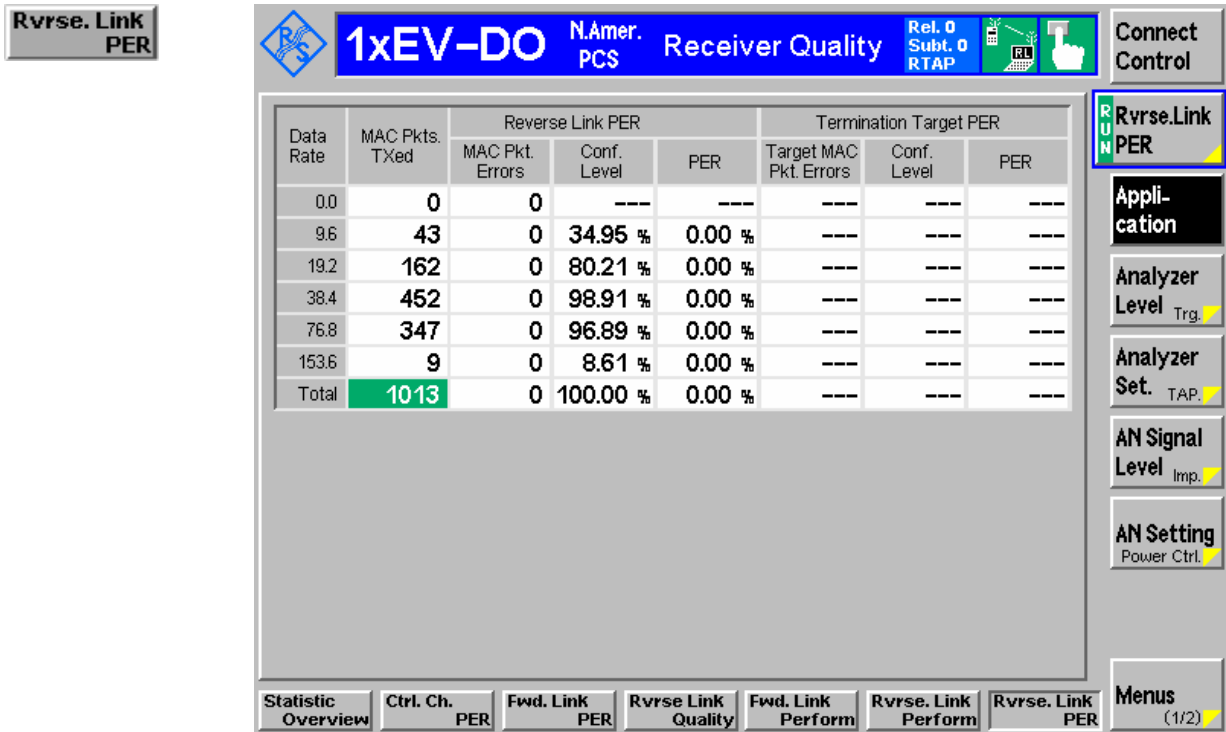 Rvrse. Link
PER
R&S
1xEV-DO
N.Amer.
PCS
Receiver Quality
Rel. 0
Subt. 0
RTAP
RL
Connect
Control
Data
Rate
MAC Pkts.
TXed
Reverse Link PER
Termination Target PER
MAC Pkt.
Errors
Conf.
Level
PER
Target MAC
Pkt. Errors
Conf.
Level
PER
0.0 0 0 --- --- --- --- ---
9.6 43 0 34.95 % 0.00 % --- --- ---
19.2 162 0 80.21 % 0.00 % --- --- ---
38.4 452 0 98.91 % 0.00 % --- --- ---
76.8 347 0 96.89 % 0.00 % --- --- ---
153.6 9 0 8.61 % 0.00 % --- --- ---
Total 1013 0 100.00 % 0.00 % --- --- ---
RUN
Rvrse.Link
PER
Appli-
cation
Analyzer
Level Trg.
Analyzer
Set. TAP.
AN Signal
Level Imp.
AN Setting
Power Ctrl.
Statistic
Overview
Ctrl. Ch.
PER
Fwd. Link
PER
Rvrse Link
Quality
Fwd. Link
Perform
Rvrse. Link
Perform
Rvrse. Link
PER
Menus
(1/2)